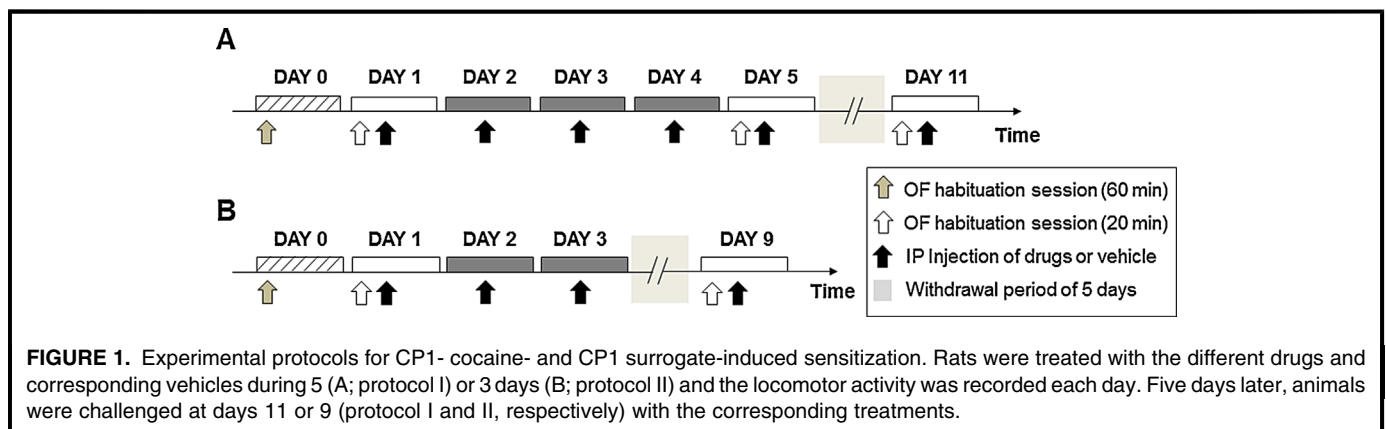 A
DAY 0 DAY 1 DAY 2 DAY 3 DAY 4 DAY 5 DAY 11
Time
OF habituation session (60 min)
OF habituation session (20 min)
IP Injection of drugs or vehicle
Withdrawal period of 5 days
B
DAY 0 DAY 1 DAY 2 DAY 3 DAY 9
Time
FIGURE 1. Experimental protocols for CP1- cocaine- and CP1 surrogate-induced sensitization. Rats were treated with the different drugs and
corresponding vehicles during 5 (A; protocol I) or 3 days (B; protocol II) and the locomotor activity was recorded each day. Five days later, animals
were challenged at days 11 or 9 (protocol I and II, respectively) with the corresponding treatments.